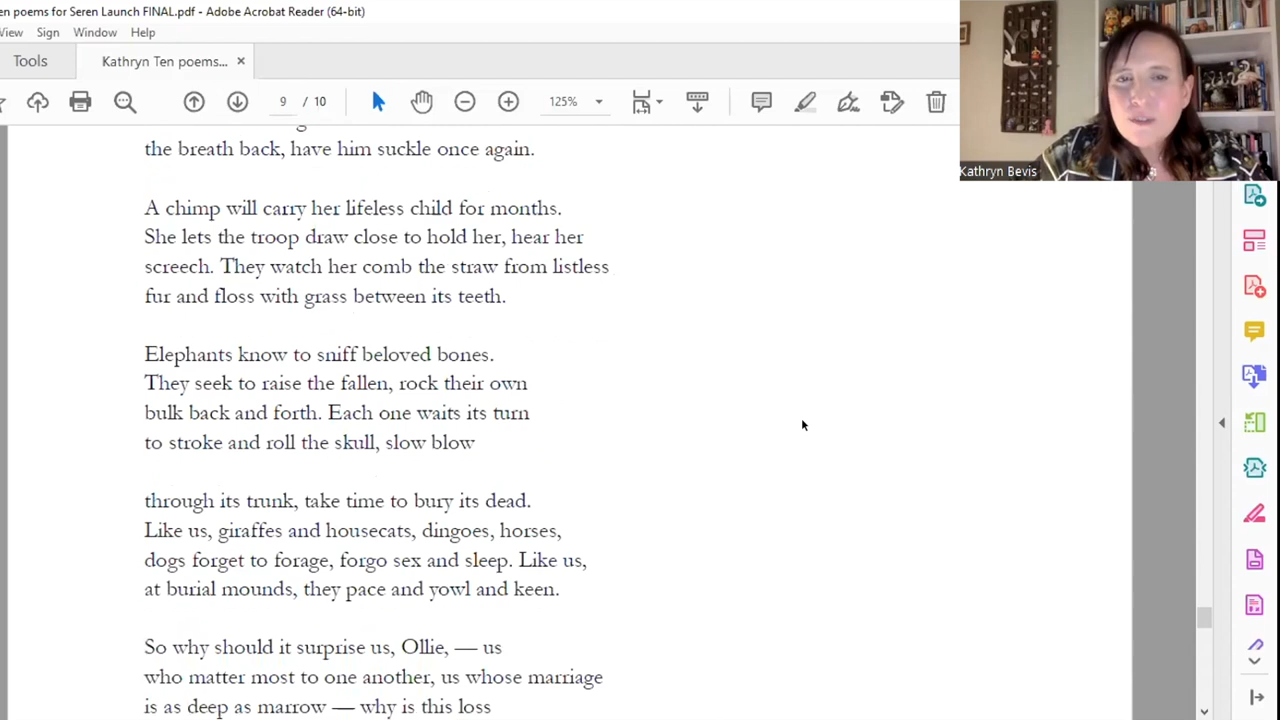 en poems for Seren Launch FINAL.pdf - Adobe Acrobat Reader (64-bit)
View Sign Window Help
Tools
Kathryn Ten poems... ×
9 / 10
125%
Kathryn Bevis
the breath back, have him suckle once again.
A chimp will carry her lifeless child for months.
She lets the troop draw close to hold her, hear her
screech. They watch her comb the straw from listless
fur and floss with grass between its teeth.
Elephants know to sniff beloved bones.
They seek to raise the fallen, rock their own
bulk back and forth. Each one waits its turn
to stroke and roll the skull, slow blow
through its trunk, take time to bury its dead.
Like us, giraffes and housecats, dingoes, horses,
dogs forget to forage, forgo sex and sleep. Like us,
at burial mounds, they pace and yowl and keen.
So why should it surprise us, Ollie, — us
who matter most to one another, us whose marriage
is as deep as marrow — why is this loss